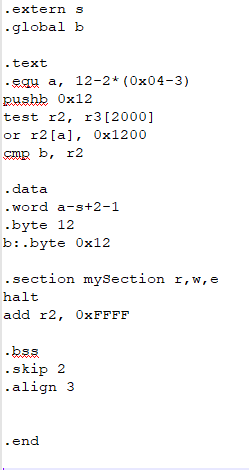 .extern s
.global b
.text
.equ a, 12-2*(0x04-3)
pushb 0x12
test r2, r3[2000]
or r2[a], 0x1200
cmp b, r2
.data
.word a-s+2-1
.byte 12
b:.byte 0x12
.section mySection r,w,e
halt
add r2, 0xFFFF
.bss
.skip 2
.align 3
.end